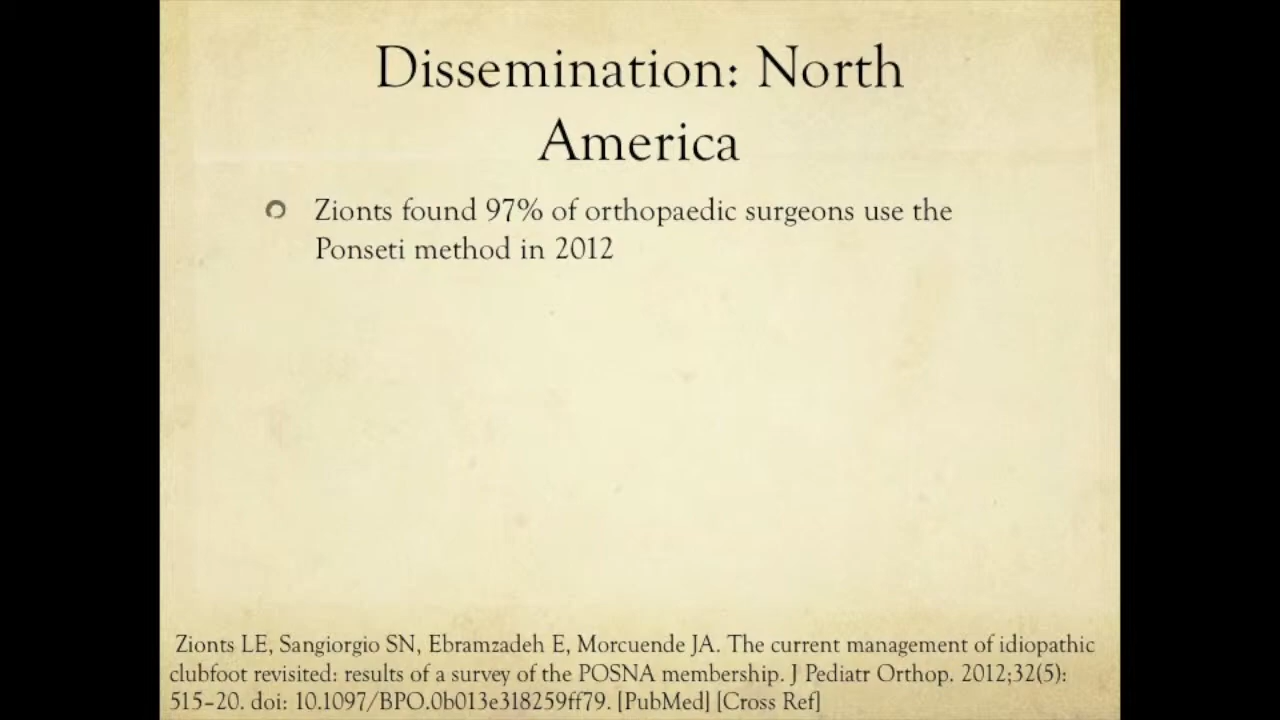 Dissemination: North
America
Zionts found 97% of orthopaedic surgeons use the
Ponseti method in 2012
Zionts LE, Sangiorgio SN, Ebramzadeh E, Morcuende JA. The current management of idiopathic
clubfoot revisited: results of a survey of the POSNA membership. J Pediatr Orthop. 2012;32(5):
515–20. doi: 10.1097/BPO.0b013e318259ff79. [PubMed] [Cross Ref]